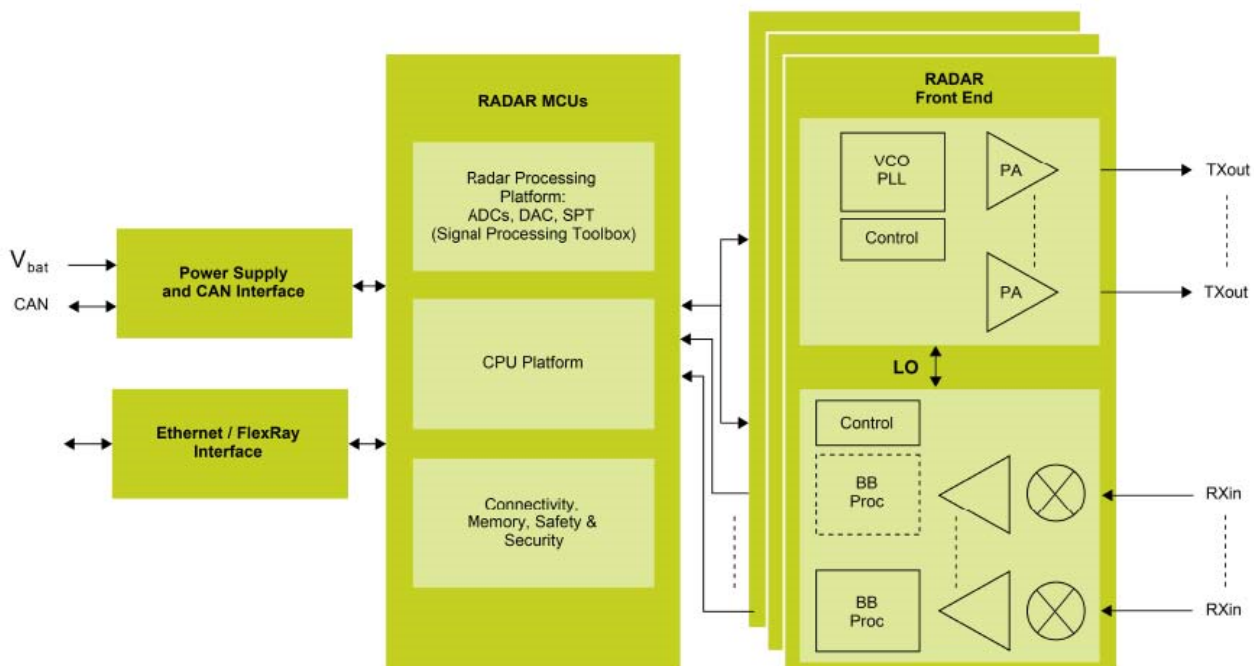 RADAR MCUs
Radar Processing
Platform:
ADCs, DAC, SPT
(Signal Processing Toolbox)
CPU Platform
Connectivity,
Memory, Safety &
Security
Vbat
CAN
Power Supply
and CAN Interface
Ethernet / FlexRay
Interface
RADAR
Front End
VCO
PLL
Control
PA
PA
TXout
TXout
LO
Control
BB
Proc
BB
Proc
RXin
RXin